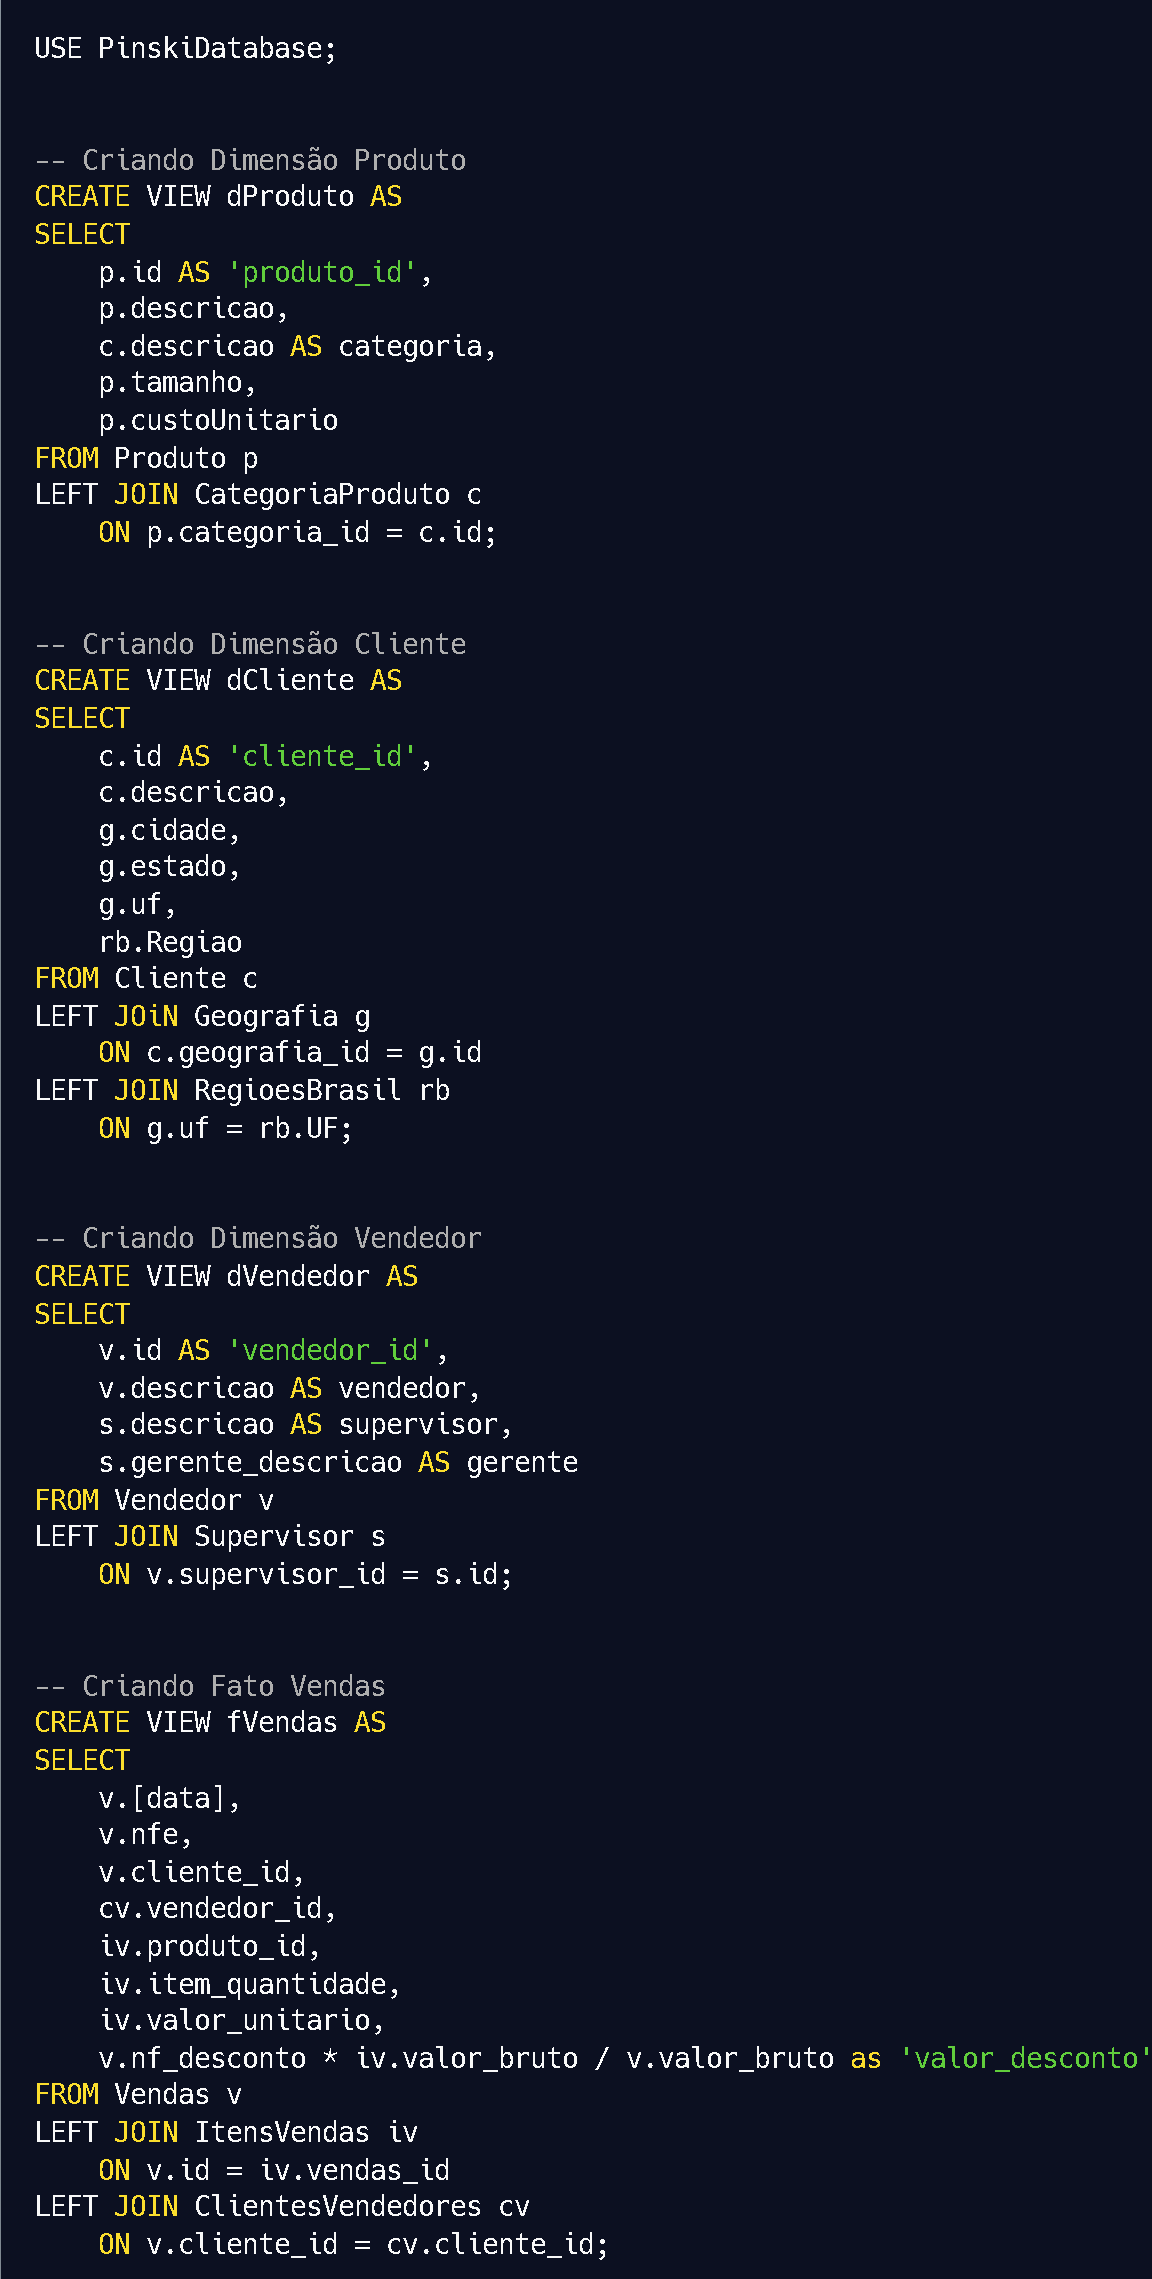 USE PinskiDatabase;
-- Criando Dimensão Produto
CREATE VIEW dProduto AS
SELECT
    p.id AS 'produto_id',
    p.descricao,
    c.descricao AS categoria,
    p.tamanho,
    p.custoUnitario
FROM Produto p
LEFT JOIN CategoriaProduto c
    ON p.categoria_id = c.id;
-- Criando Dimensão Cliente
CREATE VIEW dCliente AS
SELECT
    c.id AS 'cliente_id',
    c.descricao,
    g.cidade,
    g.estado,
    g.uf,
    rb.Regiao
FROM Cliente c
LEFT JOiN Geografia g
    ON c.geografia_id = g.id
LEFT JOIN RegioesBrasil rb
    ON g.uf = rb.UF;
-- Criando Dimensão Vendedor
CREATE VIEW dVendedor AS
SELECT
    v.id AS 'vendedor_id',
    v.descricao AS vendedor,
    s.descricao AS supervisor,
    s.gerente_descricao AS gerente
FROM Vendedor v
LEFT JOIN Supervisor s
    ON v.supervisor_id = s.id;
-- Criando Fato Vendas
CREATE VIEW fVendas AS
SELECT
    v.[data],
    v.nfe,
    v.cliente_id,
    cv.vendedor_id,
    iv.produto_id,
    iv.item_quantidade,
    iv.valor_unitario,
    v.nf_desconto * iv.valor_bruto / v.valor_bruto as 'valor_desconto'
FROM Vendas v
LEFT JOIN ItensVendas iv
    ON v.id = iv.vendas_id
LEFT JOIN ClientesVendedores cv
    ON v.cliente_id = cv.cliente_id;